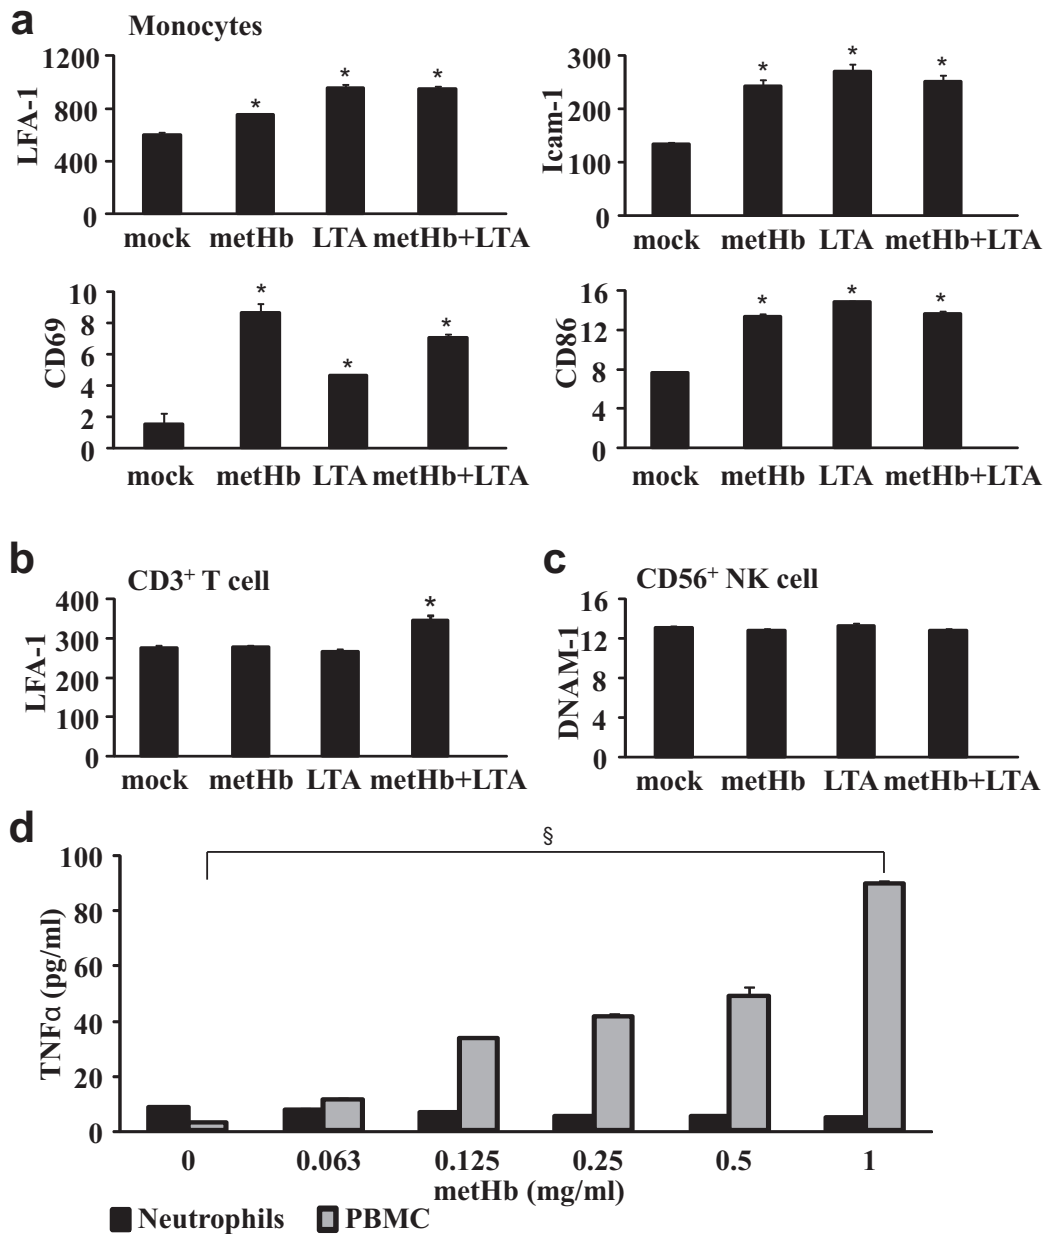 a
Monocytes
LFA-1
1200
800
400
0
*
*
*
mock metHb LTA metHb+LTA
Icam-1
300
200
100
0
*
*
*
mock metHb LTA metHb+LTA
CD69
10
8
6
4
2
0
*
*
*
mock metHb LTA metHb+LTA
CD86
16
12
8
4
0
*
*
*
mock metHb LTA metHb+LTA
b
CD3+ T cell
LFA-1
400
300
200
100
0
*
mock metHb LTA metHb+LTA
c
CD56+ NK cell
DNAM-1
16
12
8
4
0
mock metHb LTA metHb+LTA
d
§
TNFα (pg/ml)
100
80
60
40
20
0
0 0.063 0.125 0.25 0.5 1
metHb (mg/ml)
Neutrophils PBMC